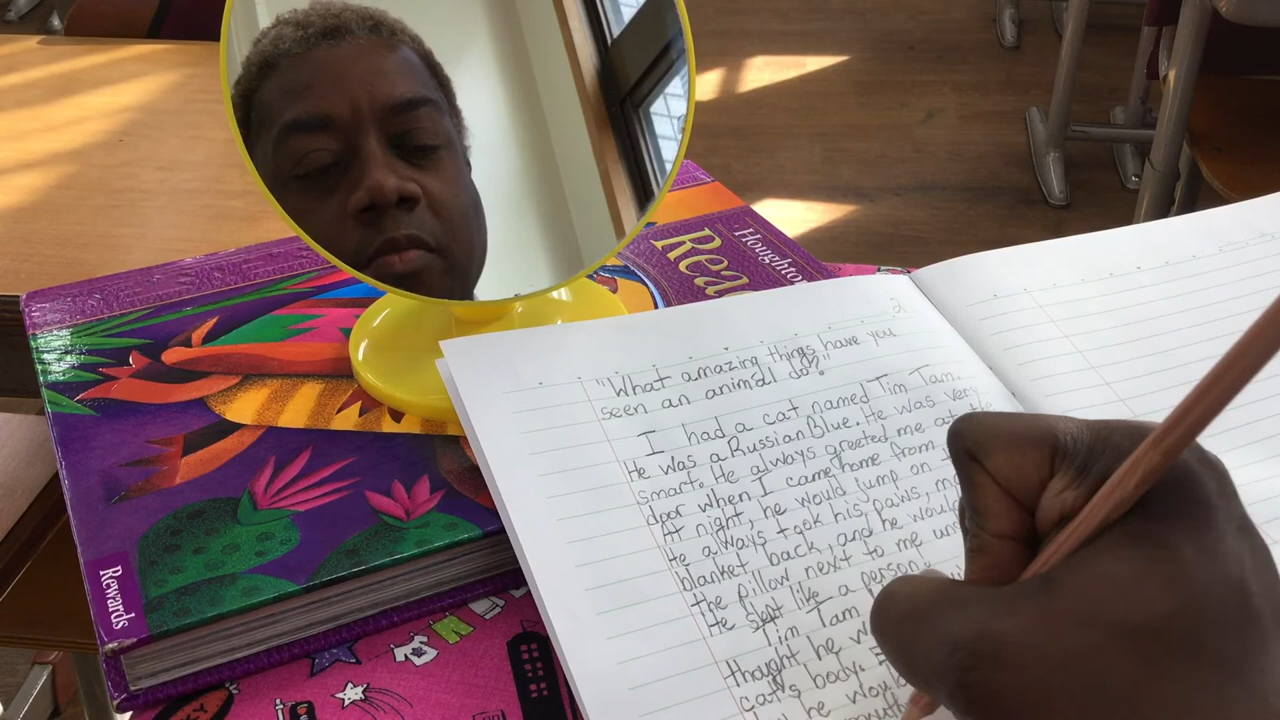 Houghton
Rea
Rewards
2
"What amazing things have you
seen an animal do?"
I had a cat named Tim Tam.
He was a Russian Blue. He was very
smart. He always greeted me at the
door when I came home from
At night, he would jump on
He always took his paws,
blanket back, and he would
the pillow next to me un
He slept like a person.
Tim Tam
thought he w
cat's body.
he would